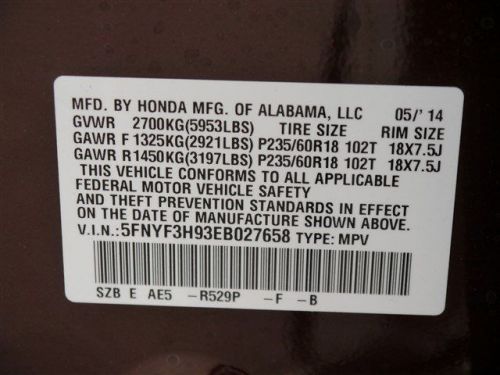 MFD. BY HONDA MFG. OF ALABAMA, LLC 05/'14
GVWR 2700KG(5953LBS) TIRE SIZE RIM SIZE
GAWR F 1325KG(2921LBS) P235/60R18 102T 18X7.5J
GAWR R1450KG(3197LBS) P235/60R18 102T 18X7.5J
THIS VEHICLE CONFORMS TO ALL APPLICABLE
FEDERAL MOTOR VEHICLE SAFETY
AND THEFT PREVENTION STANDARDS IN EFFECT
ON THE DATE OF MANUFACTURE SHOWN ABOVE.
V.I.N.:5FNYF3H93EB027658 TYPE: MPV
SZB E AE5 -R529P -F -B